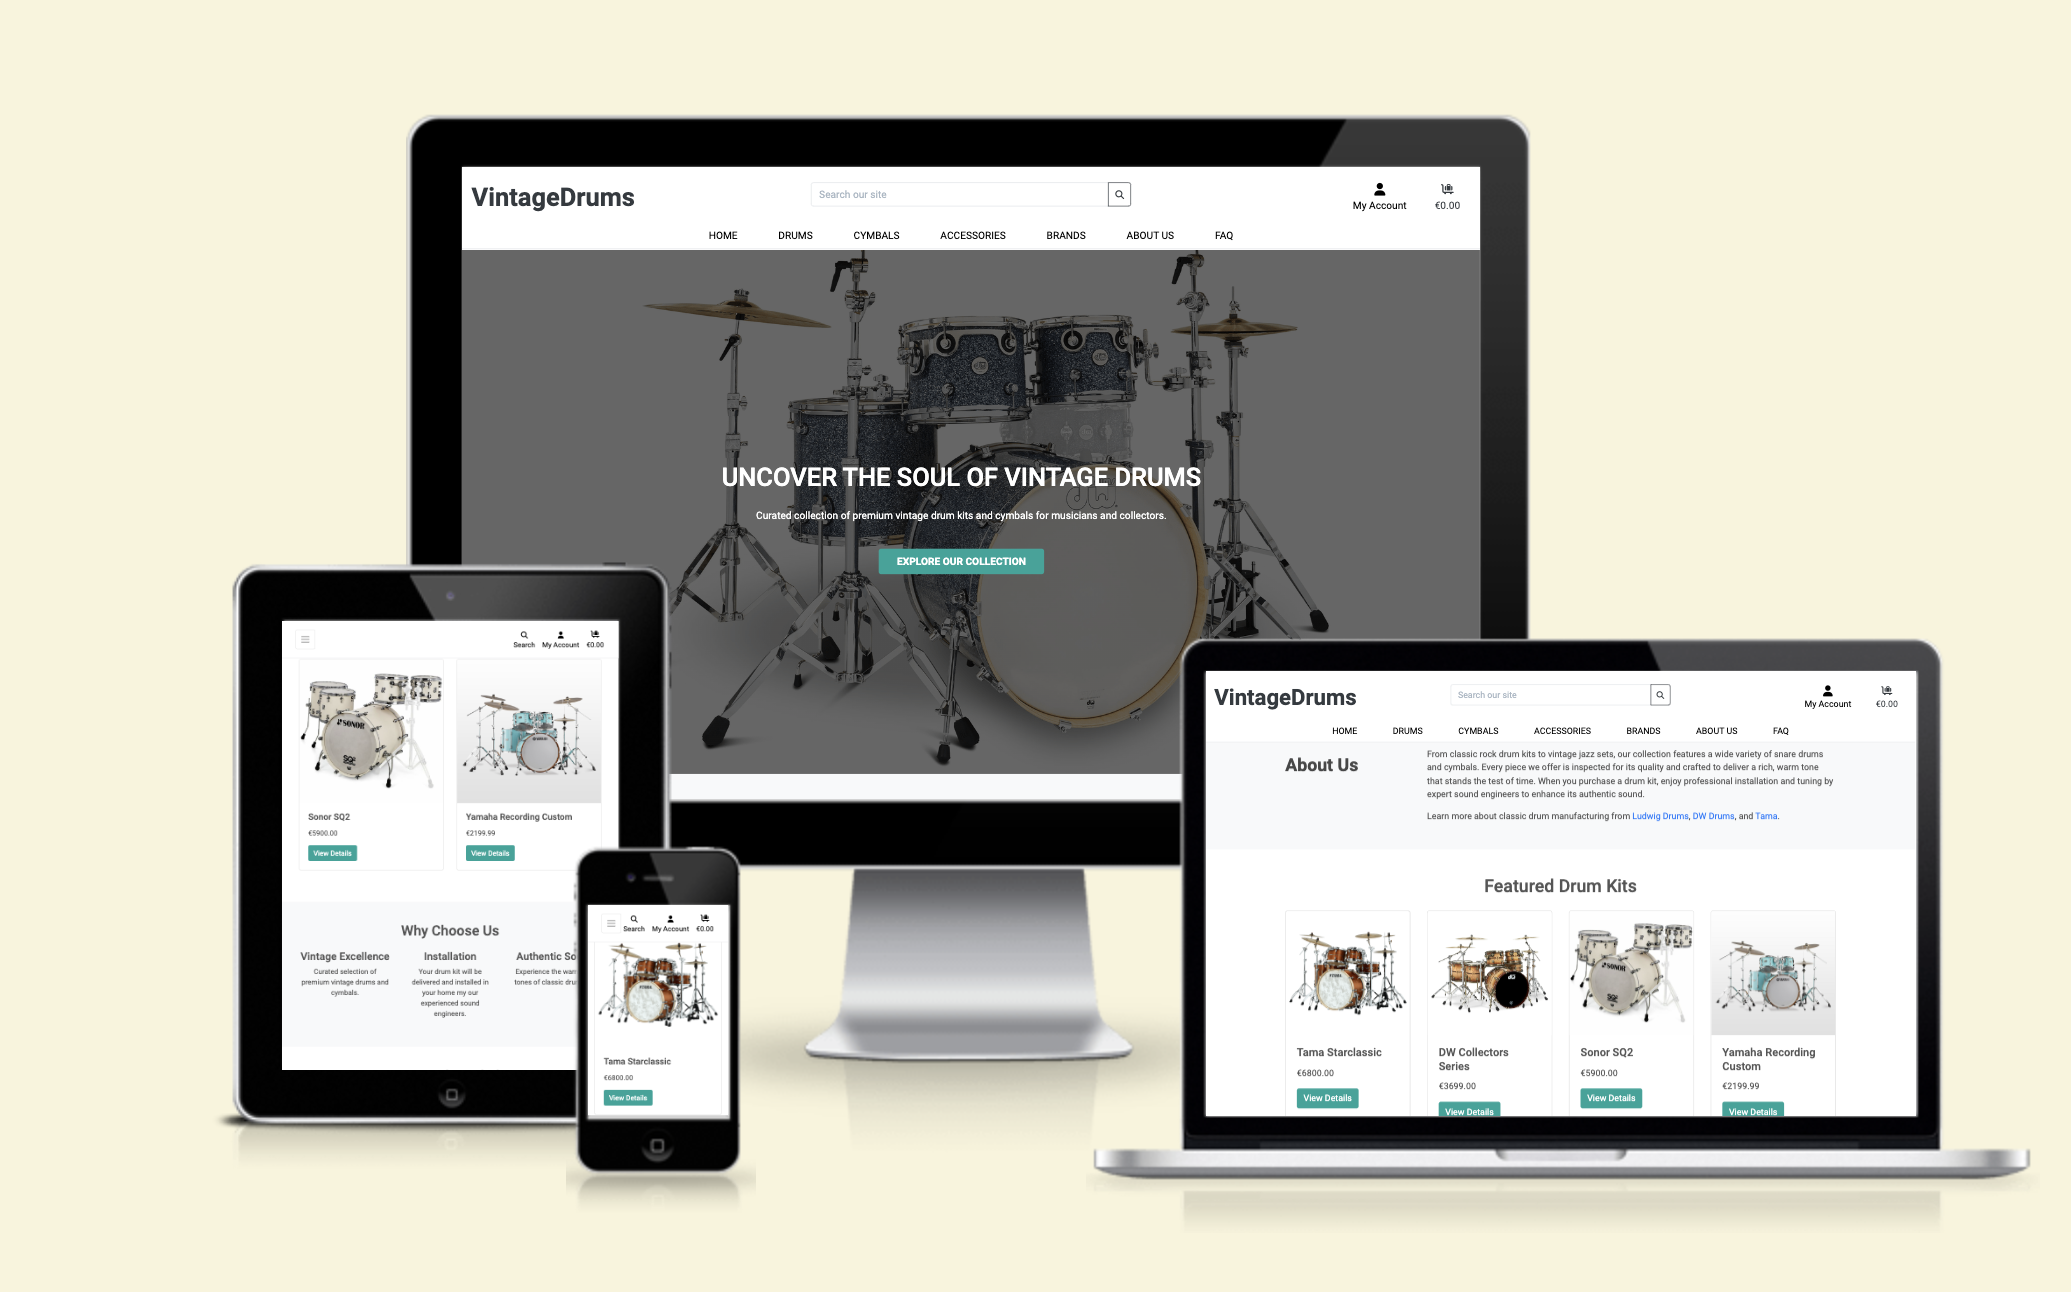 VintageDrums
Search our site
My Account
€0.00
HOME DRUMS CYMBALS ACCESSORIES BRANDS ABOUT US FAQ
UNCOVER THE SOUL OF VINTAGE DRUMS
Curated collection of premium vintage drum kits and cymbals for musicians and collectors.
EXPLORE OUR COLLECTION
Search My Account €0.00
SONOR
SQ2
Sonor SQ2
€5900.00
View Details
Yamaha Recording Custom
€2199.99
View Details
Why Choose Us
Vintage Excellence
Curated selection of
premium vintage drums and
cymbals.
Installation
Your drum kit will be
delivered and installed in
your home my our
experienced sound
engineers.
Authentic So
Experience the war
tones of classic dru
Search My Account €0.00
TAMA
Tama Starclassic
€6800.00
View Details
VintageDrums
Search our site
My Account
€0.00
HOME DRUMS CYMBALS ACCESSORIES BRANDS ABOUT US FAQ
About Us
From classic rock drum kits to vintage jazz sets, our collection features a wide variety of snare drums
and cymbals. Every piece we offer is inspected for its quality and crafted to deliver a rich, warm tone
that stands the test of time. When you purchase a drum kit, enjoy professional installation and tuning by
expert sound engineers to enhance its authentic sound.
Learn more about classic drum manufacturing from Ludwig Drums, DW Drums, and Tama.
Featured Drum Kits
Tama Starclassic
€6800.00
View Details
DW Collectors
Series
€3699.00
View Details
SONOR
SQ2
Sonor SQ2
€5900.00
View Details
Yamaha Recording
Custom
€2199.99
View Details